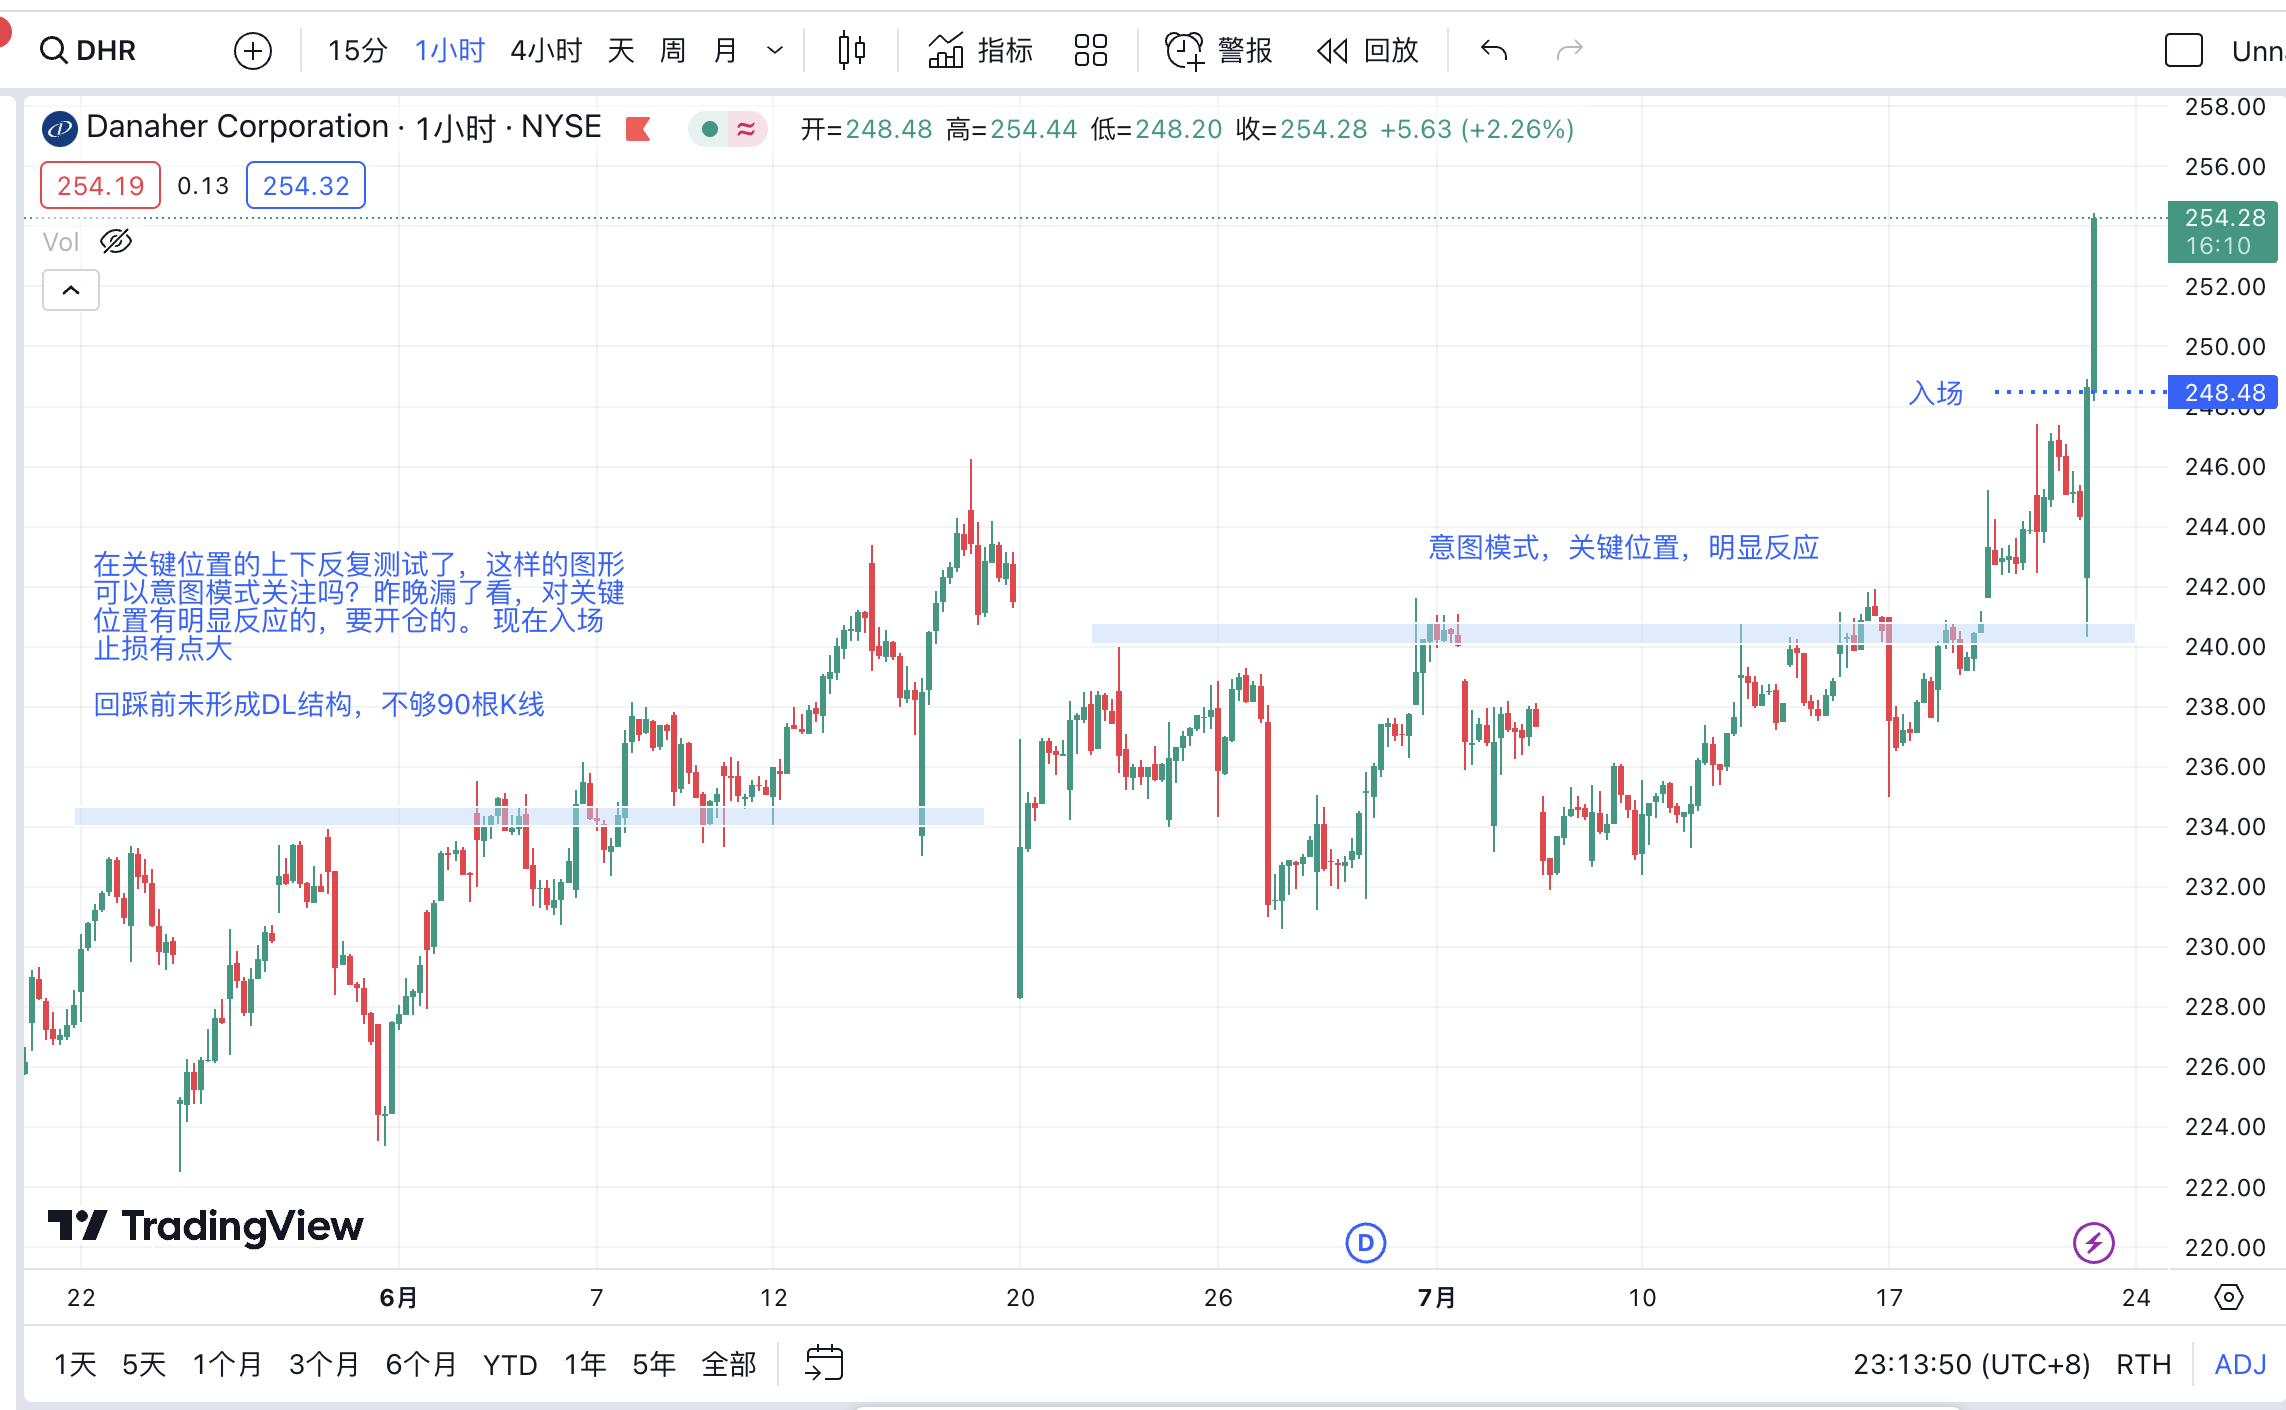 DHR
15分 1小时 4小时 天 周 月 指标 警报 回放
Unn
Danaher Corporation · 1小时 · NYSE
开=248.48 高=254.44 低=248.20 收=254.28 +5.63 (+2.26%)
254.19 0.13 254.32
Vol
258.00
256.00
254.28
16:10
252.00
250.00
入场
248.48
246.00
244.00
242.00
240.00
238.00
236.00
234.00
232.00
230.00
228.00
226.00
224.00
222.00
220.00
意图模式，关键位置，明显反应
在关键位置的上下反复测试了，这样的图形
可以意图模式关注吗？昨晚漏了看，对关键
位置有明显反应的，要开仓的。 现在入场
止损有点大
回踩前未形成DL结构，不够90根K线
TradingView
D
22 6月 7 12 20 26 7月 10 17 24
1天 5天 1个月 3个月 6个月 YTD 1年 5年 全部
23:13:50 (UTC+8) RTH ADJ